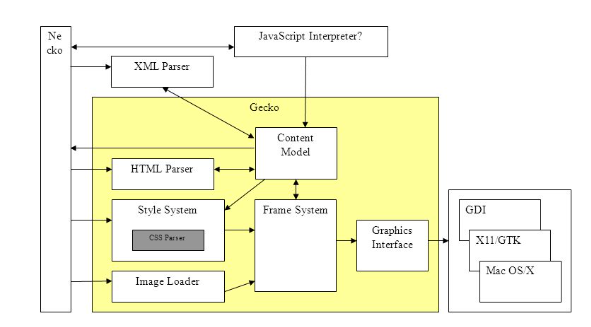 Ne
cko
JavaScript Interpreter?
XML Parser
Gecko
Content
Model
HTML Parser
Style System
CSS Parser
Frame System
Graphics
Interface
Image Loader
GDI
X11/GTK
Mac OS/X